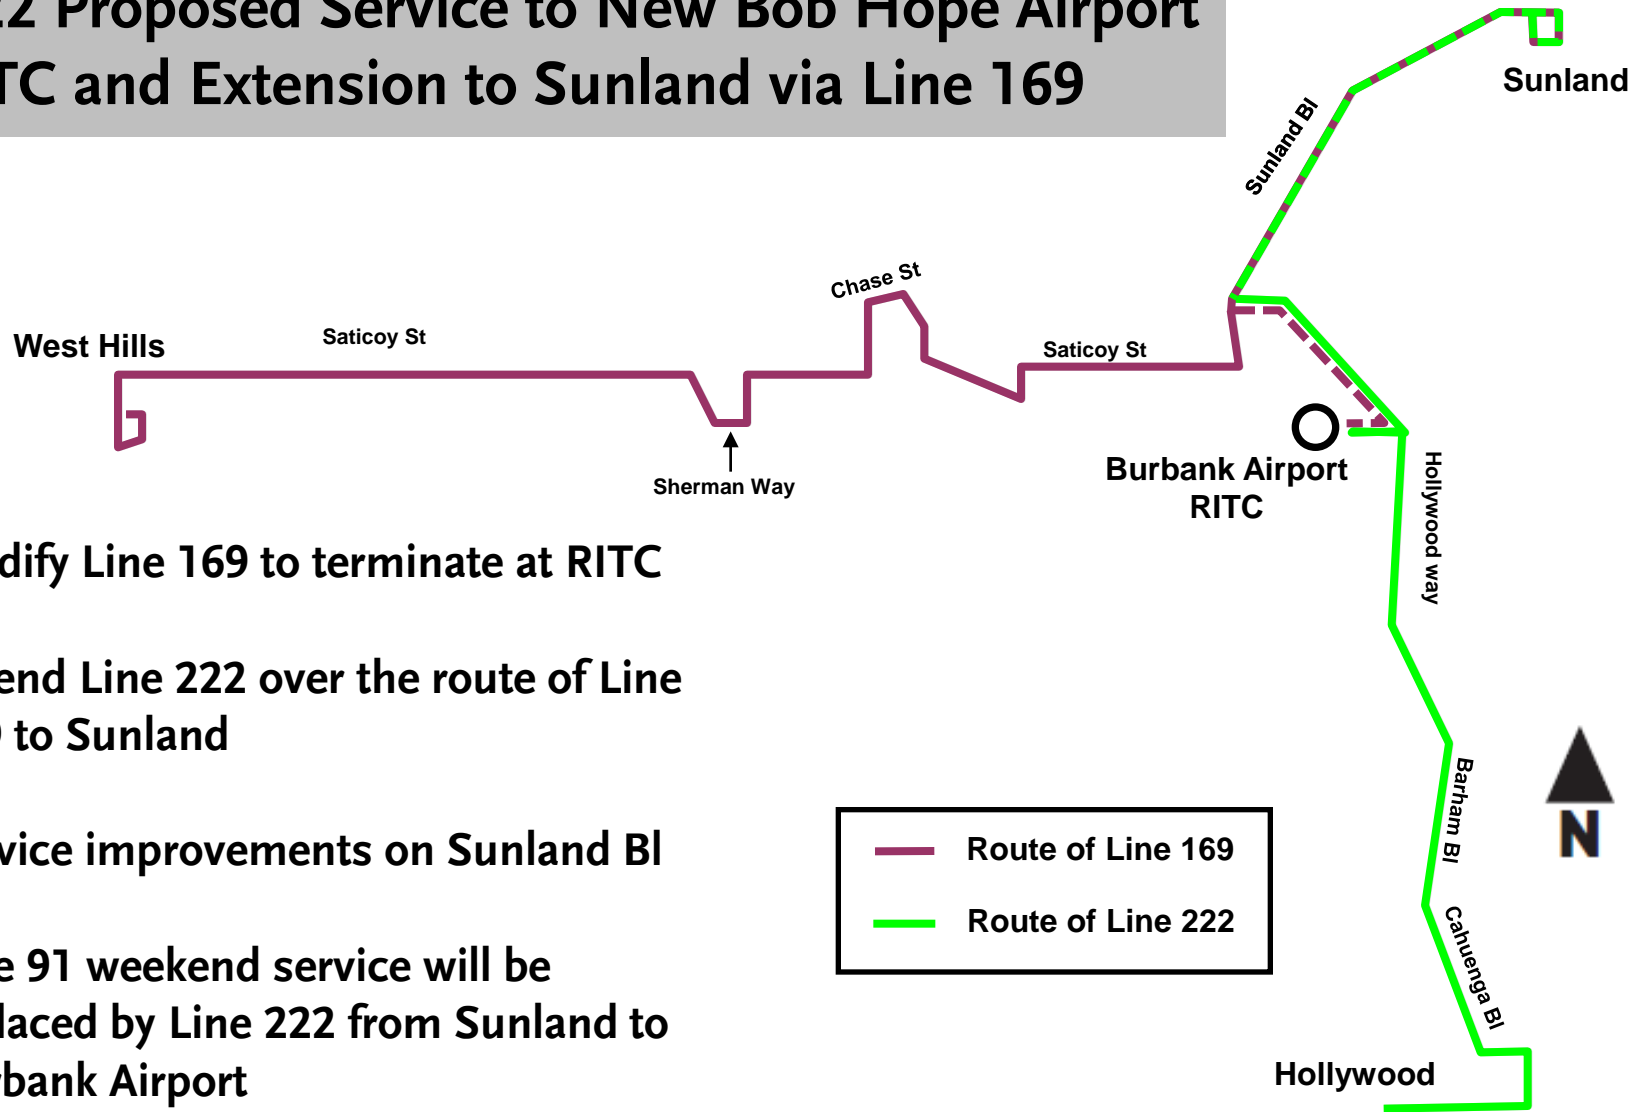 22 Proposed Service to New Bob Hope Airport
TC and Extension to Sunland via Line 169
Sunland
Sunland Bl
Chase St
West Hills
Saticoy St
Saticoy St
Sherman Way
Burbank Airport
RITC
Hollywood way
dify Line 169 to terminate at RITC
end Line 222 over the route of Line
to Sunland
vice improvements on Sunland Bl
Route of Line 169
Route of Line 222
Barham Bl
N
Cahuenga Bl
e 91 weekend service will be
laced by Line 222 from Sunland to
bank Airport
Hollywood